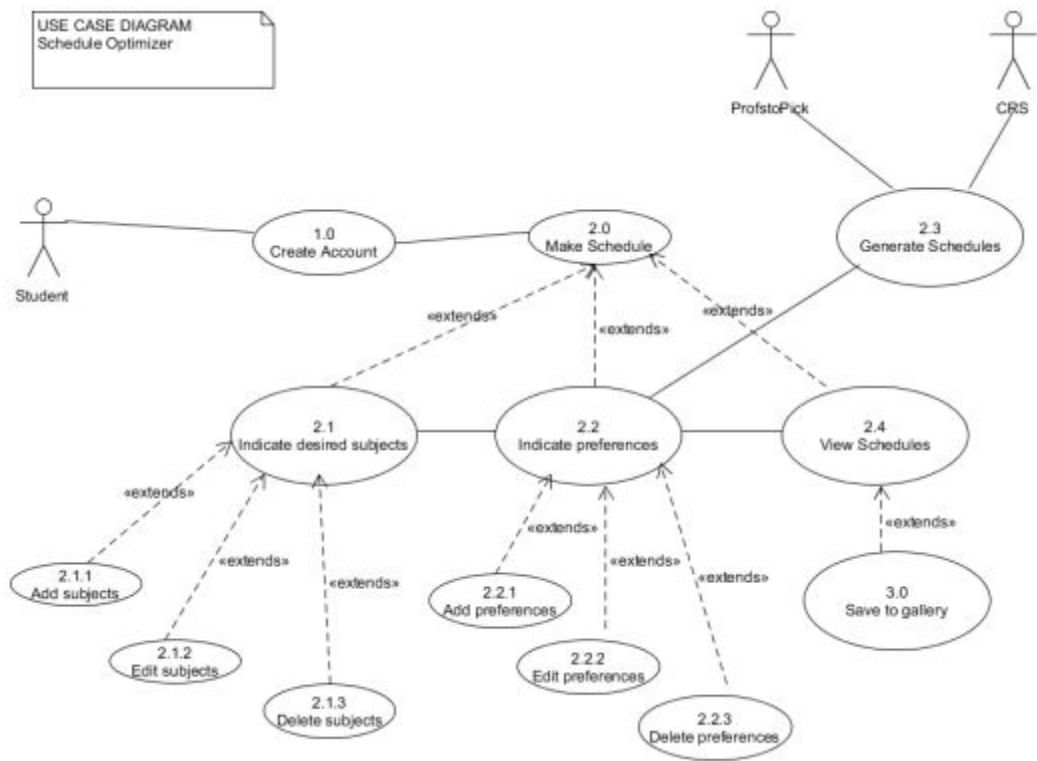 USE CASE DIAGRAM
Schedule Optimizer
ProfstoPick
CRS
Student
1.0
Create Account
2.0
Make Schedule
2.3
Generate Schedules
«extends»
«extends»
«extends»
2.1
Indicate desired subjects
2.2
Indicate preferences
2.4
View Schedules
«extends»
«extends»
«extends»
«extends»
«extends»
«extends»
«extends»
2.1.1
Add subjects
2.1.2
Edit subjects
2.1.3
Delete subjects
2.2.1
Add preferences
2.2.2
Edit preferences
2.2.3
Delete preferences
3.0
Save to gallery